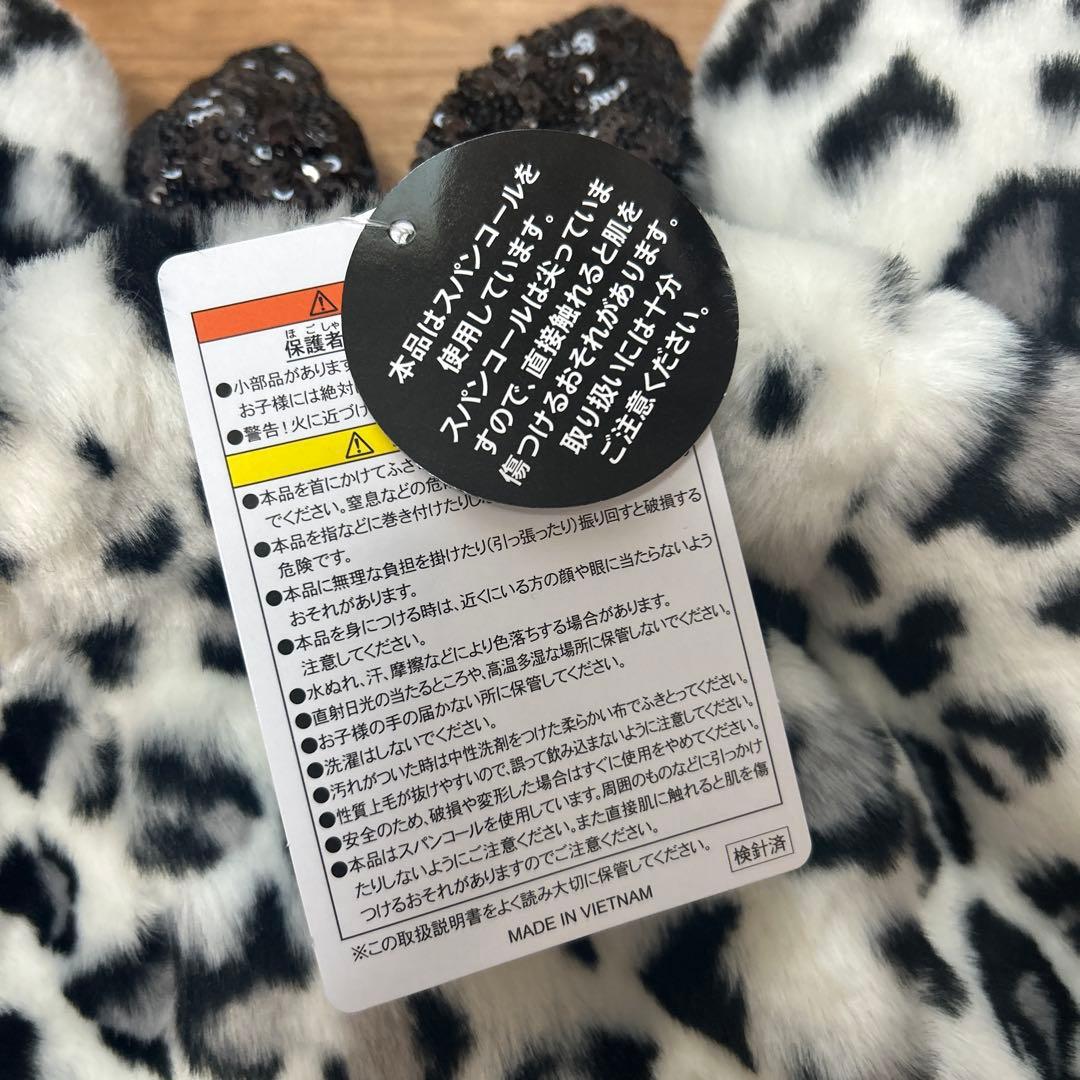 本品はスパンコールを
使用しています。
スパンコールは尖っていま
すので、直接触れると肌を
傷つけるおそれがあります。
取り扱いには十分
ご注意ください。
ほごしゃ
保護者
●小部品があります
お子様には絶対
●警告!火に近づけ
●本品を首にかけてふざ
でください。窒息などの危
●本品を指などに巻き付けたりし
危険です。
●本品に無理な負担を掛けたり(引っ張ったり)振り回すと破損する
おそれがあります。
●本品を身につける時は、近くにいる方の顔や眼に当たらないよう
注意してください。
●水ぬれ、汗、摩擦などにより色落ちする場合があります。
●直射日光の当たるところや、高温多湿な場所に保管しないでください。
●お子様の手の届かない所に保管してください。
●洗濯はしないでください。
●汚れがついた時は中性洗剤をつけた柔らかい布でふきとってください。
●性質上毛が抜けやすいので、誤って飲み込まないように注意してください。
●安全のため、破損や変形した場合はすぐに使用をやめてください。
●本品はスパンコールを使用しています。周囲のものなどに引っかけ
たりしないようにご注意ください。また直接肌に触れると肌を傷
つけるおそれがありますのでご注意ください。
※この取扱説明書をよく読み大切に保管してください。
検針済
MADE IN VIETNAM